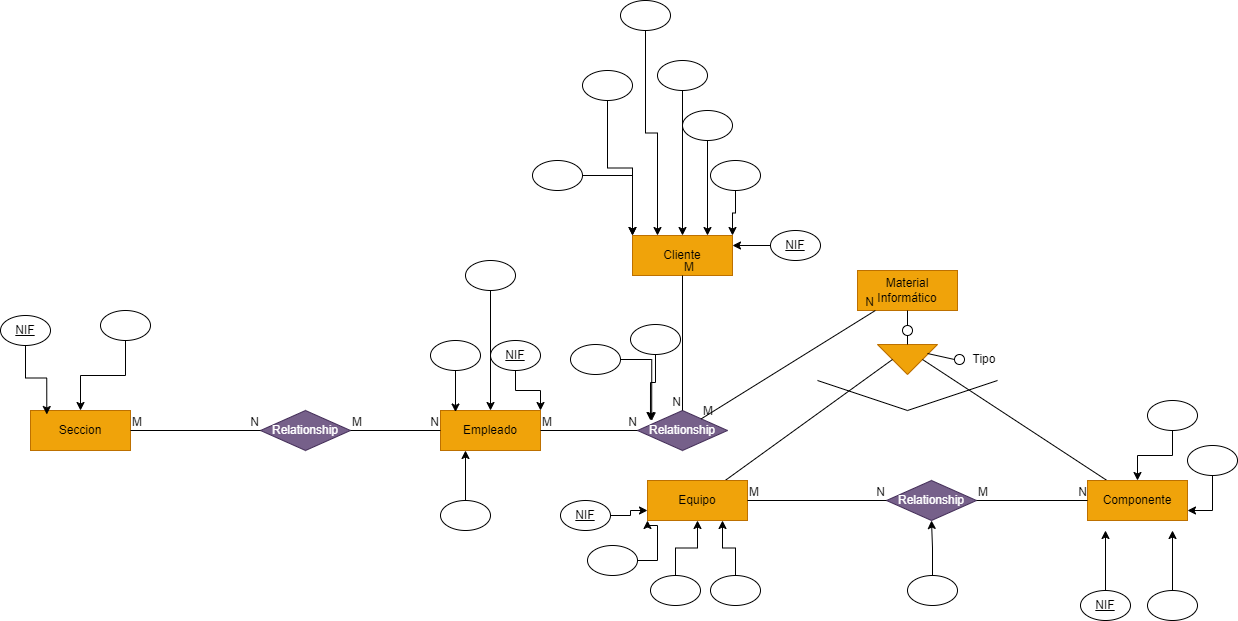 Cliente
M
NIF
Material
Informático
N
Tipo
NIF
NIF
Seccion
M
N
Relationship
M
N
Empleado
M
N
Relationship
N
M
Equipo
M
N
Relationship
M
N
Componente
NIF
NIF